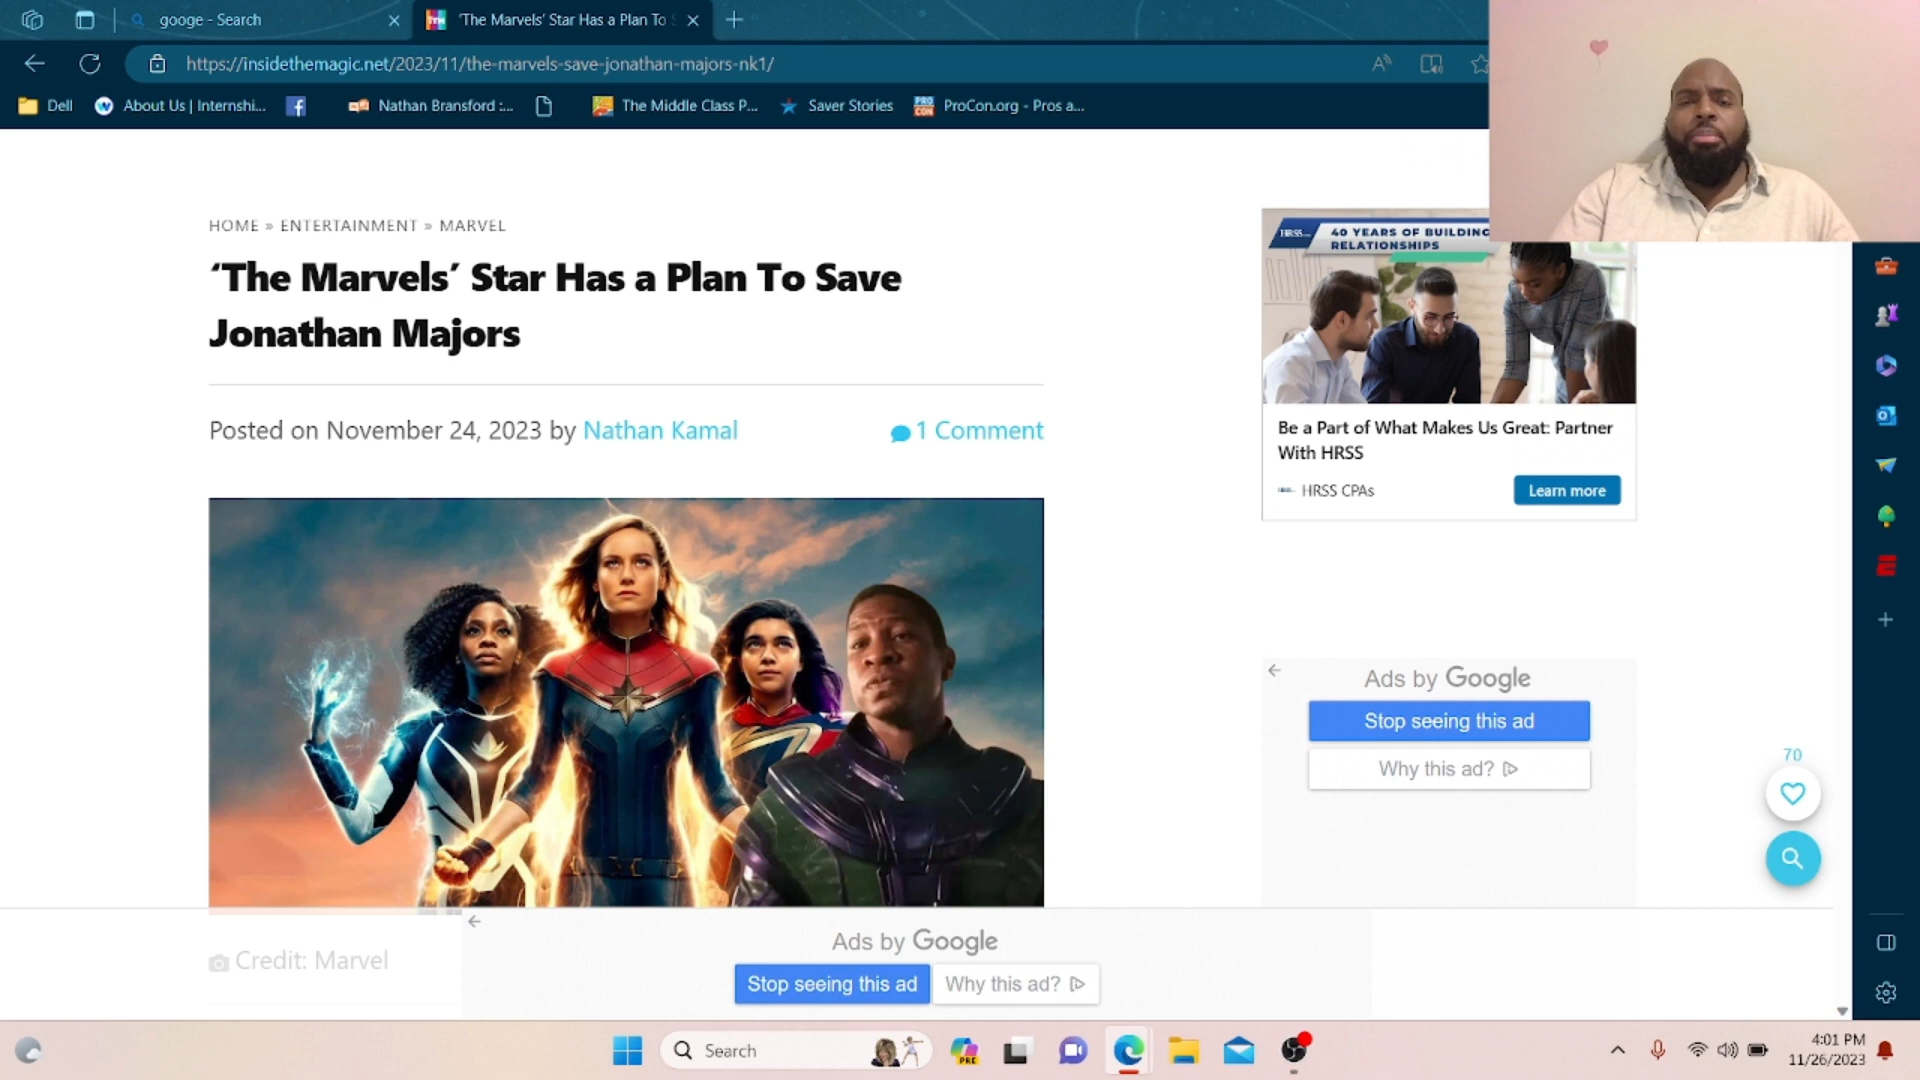 googe - Search
'The Marvels' Star Has a Plan To S
https://insidethemagic.net/2023/11/the-marvels-save-jonathan-majors-nk1/
Dell
About Us | Internshi...
Nathan Bransford :...
The Middle Class P...
Saver Stories
PRO CON
ProCon.org - Pros a...
HOME » ENTERTAINMENT » MARVEL
‘The Marvels’ Star Has a Plan To Save
Jonathan Majors
Posted on November 24, 2023 by Nathan Kamal
1 Comment
HRSS
40 YEARS OF BUILDING
RELATIONSHIPS
Be a Part of What Makes Us Great: Partner
With HRSS
HRSS CPAs
Learn more
Ads by Google
Stop seeing this ad
Why this ad?
70
Credit: Marvel
Ads by Google
Stop seeing this ad
Why this ad?
Search
PRE
4:01 PM
11/26/2023